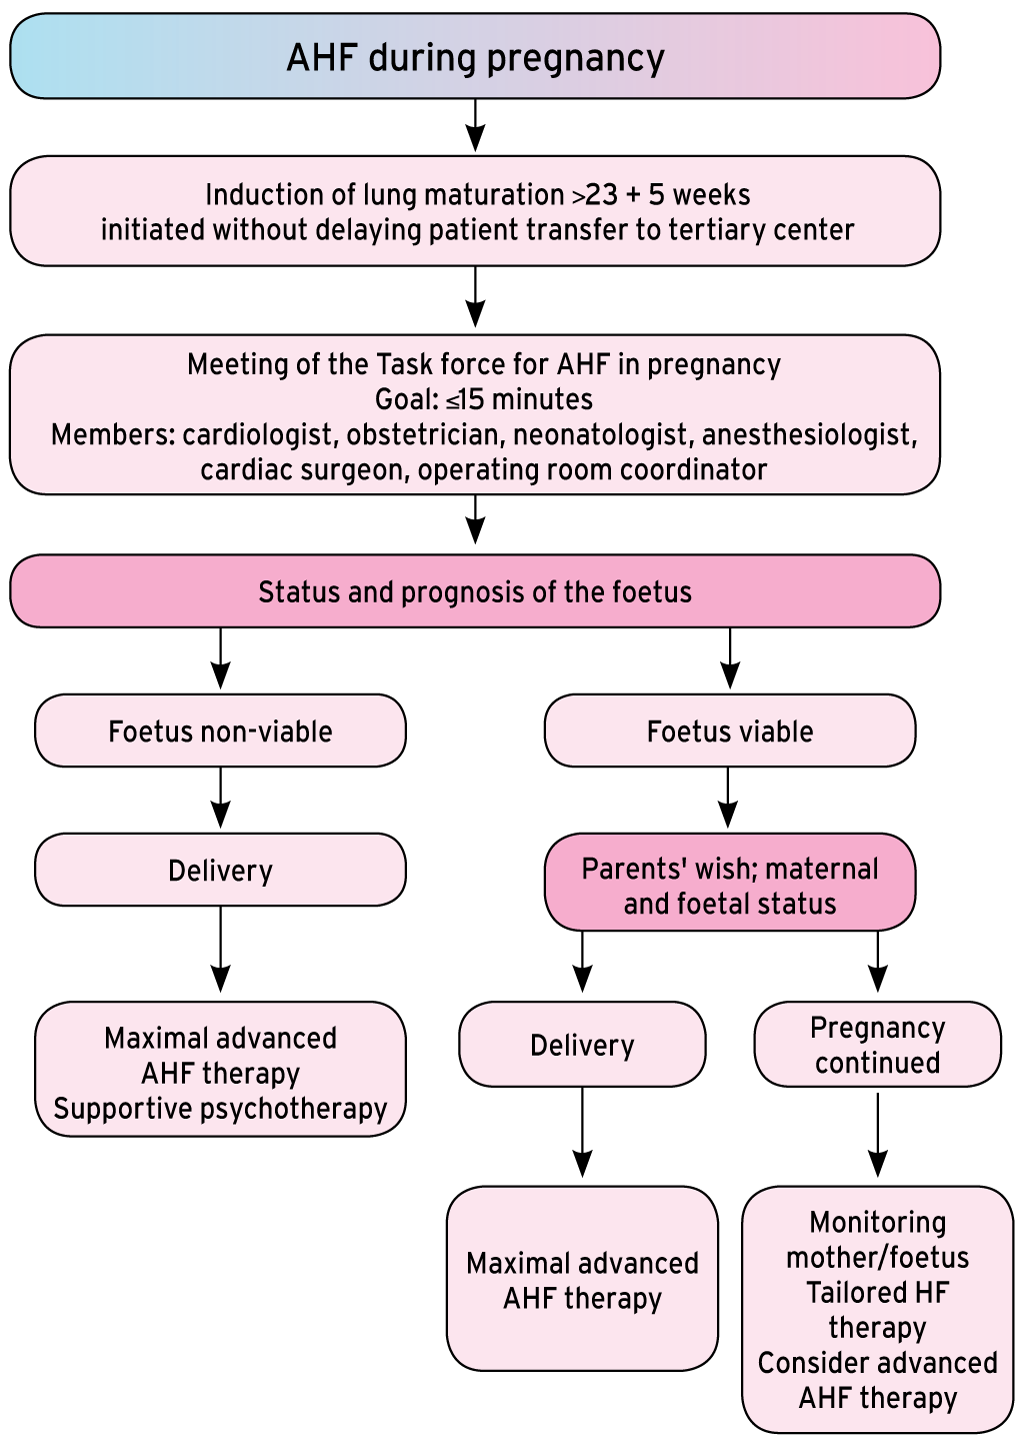 AHF during pregnancy
Induction of lung maturation >23 + 5 weeks
initiated without delaying patient transfer to tertiary center
Meeting of the Task force for AHF in pregnancy
Goal: ≤15 minutes
Members: cardiologist, obstetrician, neonatologist, anesthesiologist,
cardiac surgeon, operating room coordinator
Status and prognosis of the foetus
Foetus non-viable
Foetus viable
Delivery
Parents' wish; maternal
and foetal status
Maximal advanced
AHF therapy
Supportive psychotherapy
Delivery
Pregnancy
continued
Maximal advanced
AHF therapy
Monitoring
mother/foetus
Tailored HF
therapy
Consider advanced
AHF therapy